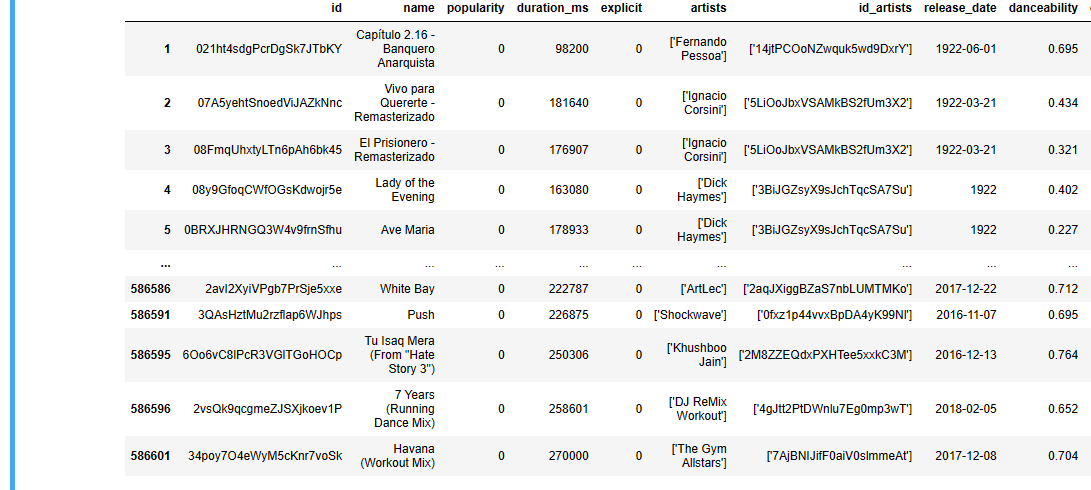 id name popularity duration_ms explicit artists id_artists release_date danceability
1 021ht4sdgPcrDgSk7JTbKY Capítulo 2.16 - Banquero Anarquista 0 98200 0 ['Fernando Pessoa'] ['14jtPCOoNZwquk5wd9DxrY'] 1922-06-01 0.695
2 07A5yehtSnoedViJAZkNnc Vivo para Quererte - Remasterizado 0 181640 0 ['Ignacio Corsini'] ['5LiOoJbxVSAMkBS2fUm3X2'] 1922-03-21 0.434
3 08FmqUhxtyLTn6pAh6bk45 El Prisionero - Remasterizado 0 176907 0 ['Ignacio Corsini'] ['5LiOoJbxVSAMkBS2fUm3X2'] 1922-03-21 0.321
4 08y9GfoqCWfOGsKdwojr5e Lady of the Evening 0 163080 0 ['Dick Haymes'] ['3BiJGZsyX9sJchTqcSA7Su'] 1922 0.402
5 0BRXJHRNGQ3W4v9frnSfhu Ave Maria 0 178933 0 ['Dick Haymes'] ['3BiJGZsyX9sJchTqcSA7Su'] 1922 0.227
... ... ... ... ... ... ... ... ... ...
586586 2avI2XyiVPgb7PrSje5xxe White Bay 0 222787 0 ['ArtLec'] ['2aqJXiggBZaS7nbLUMTMKo'] 2017-12-22 0.712
586591 3QAsHztMu2rzflap6WJhps Push 0 226875 0 ['Shockwave'] ['0fxz1p44vvxBpDA4yK99Nl'] 2016-11-07 0.695
586595 6Oo6vC8lPcR3VGlTGoHOCp Tu Isaq Mera (From "Hate Story 3") 0 250306 0 ['Khushboo Jain'] ['2M8ZZEQdxPXHTee5xxkC3M'] 2016-12-13 0.764
586596 2vsQk9qcgmeZJSXjkoev1P 7 Years (Running Dance Mix) 0 258601 0 ['DJ ReMix Workout'] ['4gJtt2PtDWnlu7Eg0mp3wT'] 2018-02-05 0.652
586601 34poy7O4eWyM5cKnr7voSk Havana (Workout Mix) 0 270000 0 ['The Gym Allstars'] ['7AjBNlJifF0aiV0slmmeAt'] 2017-12-08 0.704